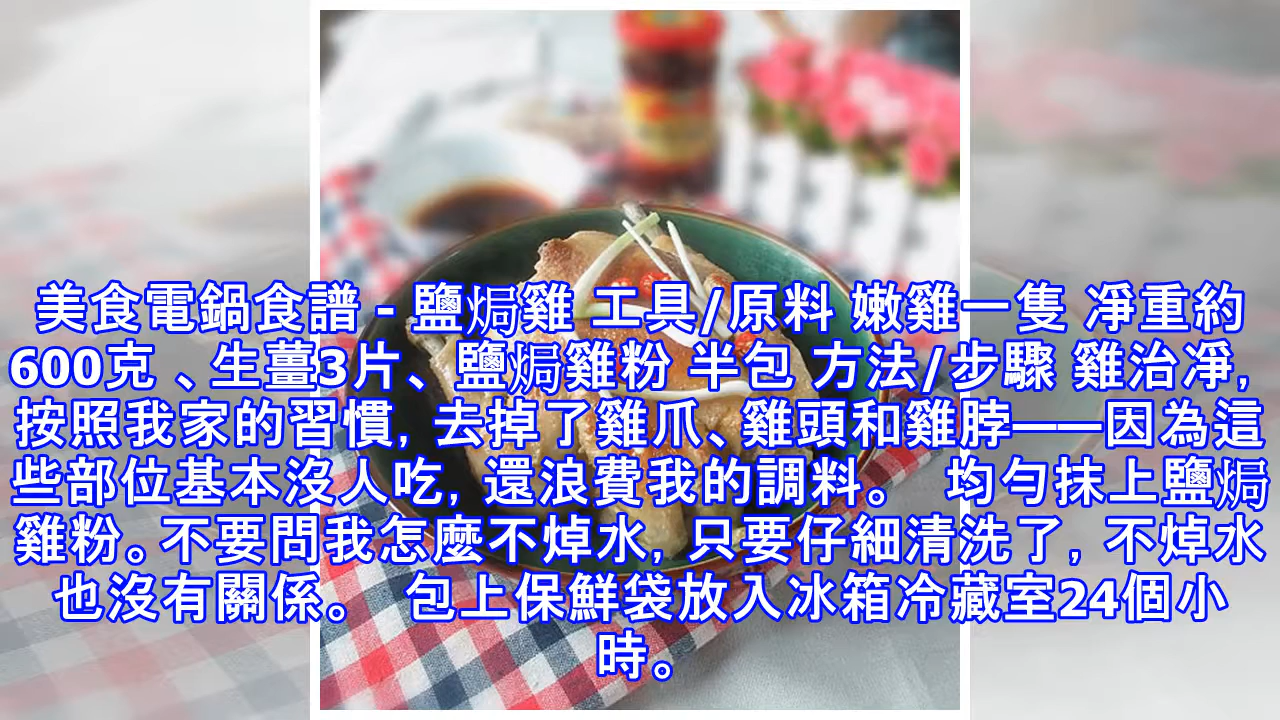 美食電鍋食譜 - 鹽焗雞 工具/原料 嫩雞一隻 凈重約
600克 、生薑3片、 鹽焗雞粉 半包 方法/步驟 雞治凈,
按照我家的習慣, 去掉了雞爪、雞頭和雞脖——因為這
些部位基本沒人吃, 還浪費我的調料。 均勻抹上鹽焗
雞粉。不要問我怎麼不焯水, 只要仔細清洗了, 不焯水
也沒有關係。 包上保鮮袋放入冰箱冷藏室24個小
時。